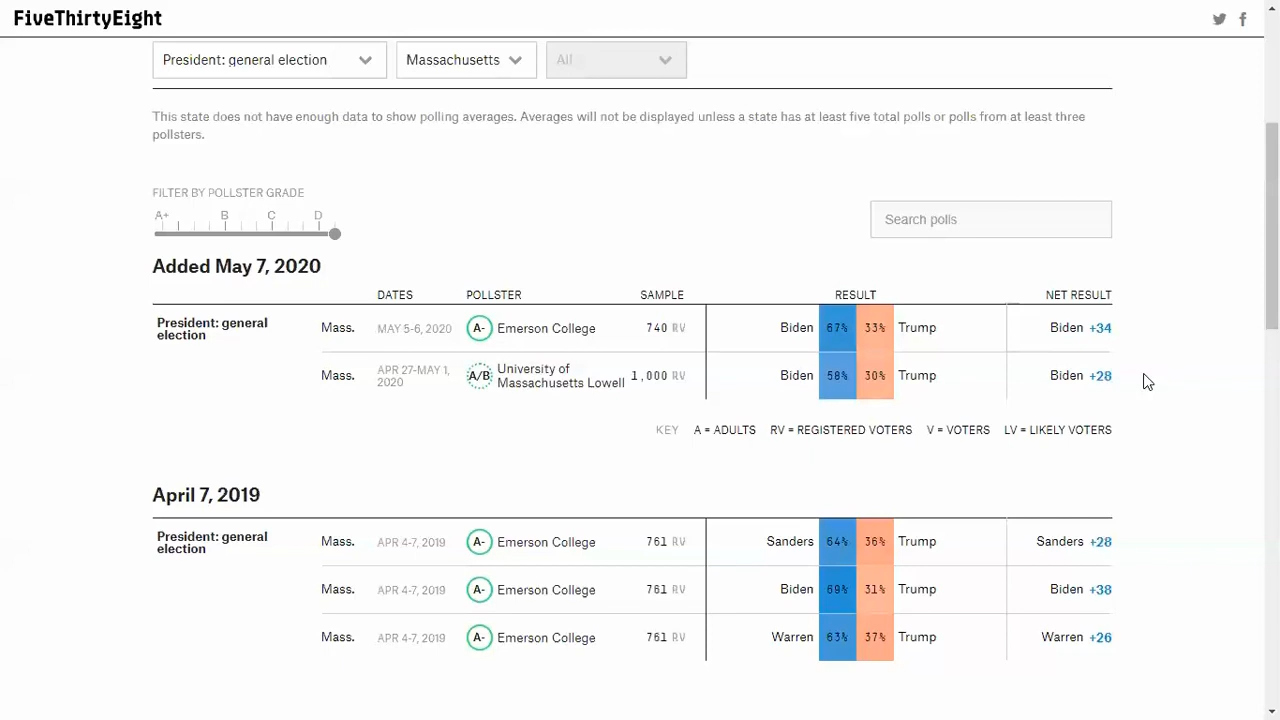 FiveThirtyEight
President: general election Massachusetts All
This state does not have enough data to show polling averages. Averages will not be displayed unless a state has at least five total polls or polls from at least three
pollsters.
FILTER BY POLLSTER GRADE
A+ B C D
Search polls
Added May 7, 2020
DATES POLLSTER SAMPLE RESULT NET RESULT
President: general
election
Mass. MAY 5-6, 2020 A- Emerson College 740 RV Biden 67% 33% Trump Biden +34
Mass. APR 27-MAY 1,
2020
A/B University of
Massachusetts Lowell
1,000 RV Biden 58% 30% Trump Biden +28
KEY A = ADULTS RV = REGISTERED VOTERS V = VOTERS LV = LIKELY VOTERS
April 7, 2019
President: general
election
Mass. APR 4-7, 2019 A- Emerson College 761 RV Sanders 64% 36% Trump Sanders +28
Mass. APR 4-7, 2019 A- Emerson College 761 RV Biden 69% 31% Trump Biden +38
Mass. APR 4-7, 2019 A- Emerson College 761 RV Warren 63% 37% Trump Warren +26